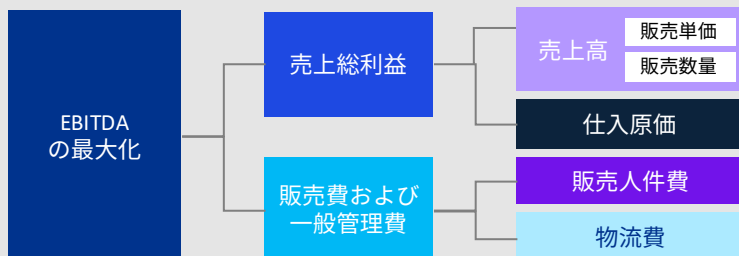 EBITDA
の最大化
売上総利益
販売費および
一般管理費
売上高
販売単価
販売数量
仕入原価
販売人件費
物流費